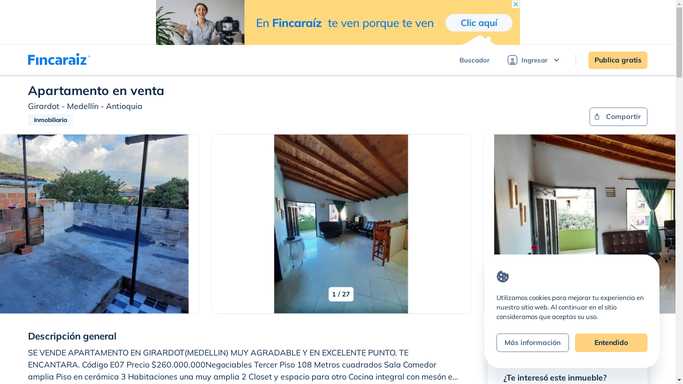 En Fincaraíz te ven porque te ven
Clic aquí
Fincaraiz
Buscador
Ingresar
Publica gratis
Apartamento en venta
Girardot - Medellín - Antioquia
Inmobiliaria
Compartir
1 / 27
Utilizamos cookies para mejorar tu experiencia en
nuestro sitio web. Al continuar en el sitio
consideramos que aceptas su uso.
Más información
Entendido
Descripción general
SE VENDE APARTAMENTO EN GIRARDOT(MEDELLIN) MUY AGRADABLE Y EN EXCELENTE PUNTO. TE
ENCANTARA. Código E07 Precio $260.000.000Negociables Tercer Piso 108 Metros cuadrados Sala Comedor
amplia Piso en cerámica 3 Habitaciones una muy amplia 2 Closet y espacio para otro Cocina integral con mesón e...
¿Te interesó este inmueble?